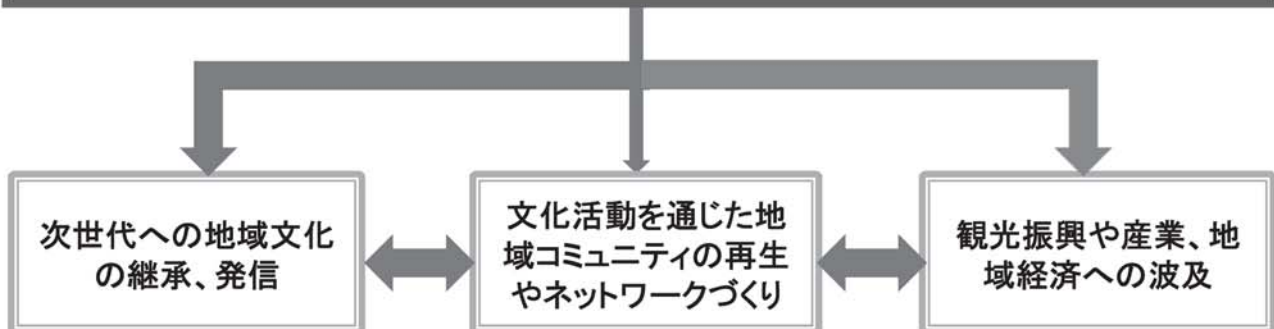 次世代への地域文化
の継承、発信
文化活動を通じた地
域コミュニティの再生
やネットワークづくり
観光振興や産業、地
域経済への波及